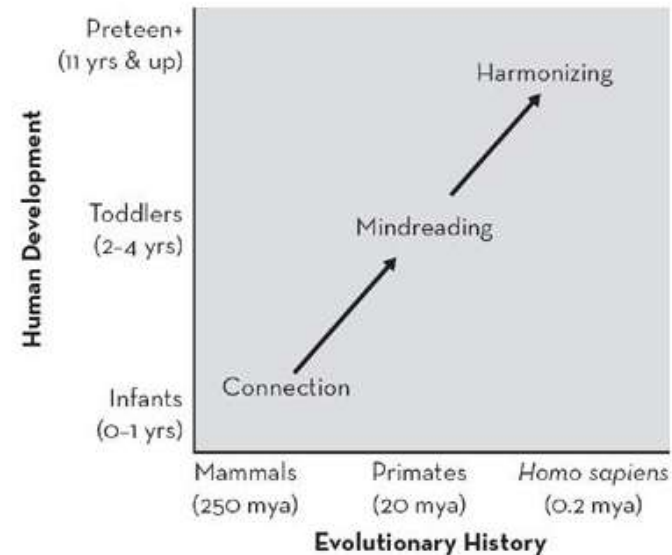 Preteen+
(11 yrs & up)
Harmonizing
Human Development
Toddlers
(2–4 yrs)
Mindreading
Connection
Infants
(0–1 yrs)
Mammals
(250 mya)
Primates
(20 mya)
Homo sapiens
(0.2 mya)
Evolutionary History